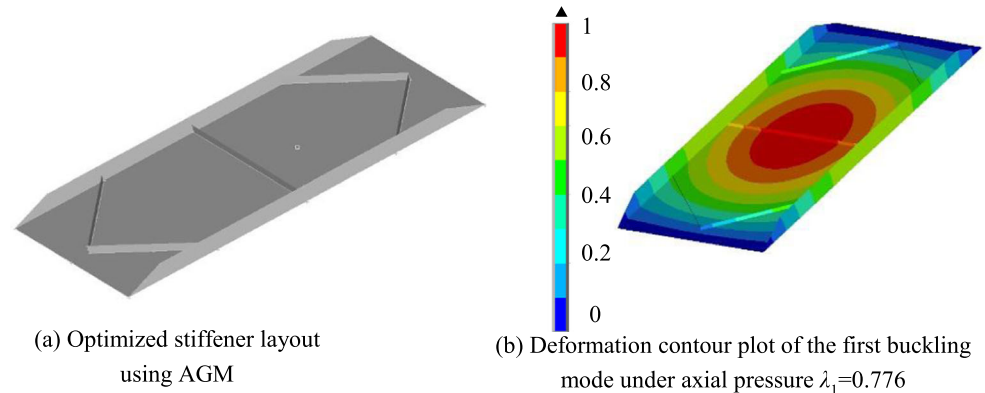 1
0.8
0.6
0.4
0.2
0
(a) Optimized stiffener layout
using AGM
(b) Deformation contour plot of the first buckling
mode under axial pressure λ₁=0.776